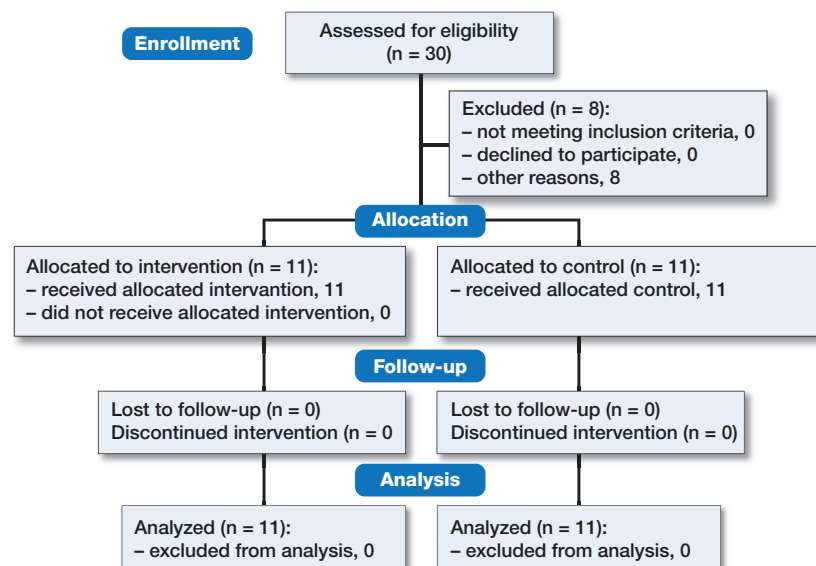 Enrollment
Assessed for eligibility
(n = 30)
Excluded (n = 8):
– not meeting inclusion criteria, 0
– declined to participate, 0
– other reasons, 8
Allocation
Allocated to intervention (n = 11):
– received allocated intervantion, 11
– did not receive allocated intervention, 0
Allocated to control (n = 11):
– received allocated control, 11
Follow-up
Lost to follow-up (n = 0)
Discontinued intervention (n = 0
Lost to follow-up (n = 0)
Discontinued intervention (n = 0)
Analysis
Analyzed (n = 11):
– excluded from analysis, 0
Analyzed (n = 11):
– excluded from analysis, 0